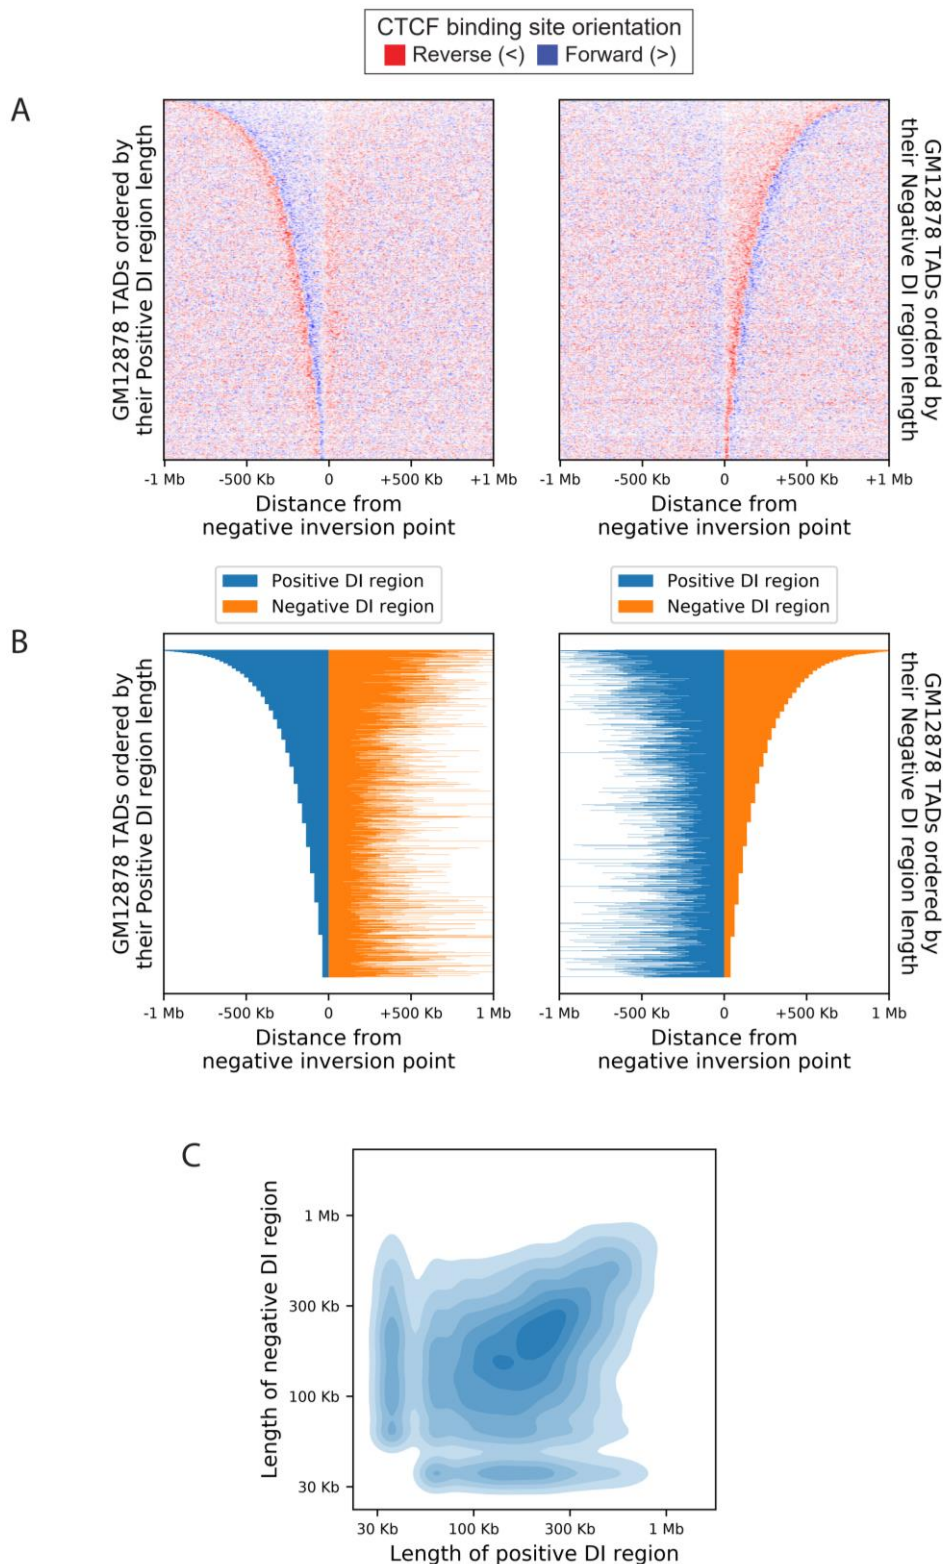 CTCF binding site orientation
Reverse (<) Forward (>)
A
GM12878 TADs ordered by
their Positive DI region length
-1 Mb -500 Kb 0 +500 Kb +1 Mb
Distance from
negative inversion point
-1 Mb -500 Kb 0 +500 Kb +1 Mb
Distance from
negative inversion point
GM12878 TADs ordered by
their Negative DI region length
Positive DI region
Negative DI region
Positive DI region
Negative DI region
B
GM12878 TADs ordered by
their Positive DI region length
-1 Mb -500 Kb 0 +500 Kb 1 Mb
Distance from
negative inversion point
-1 Mb -500 Kb 0 +500 Kb 1 Mb
Distance from
negative inversion point
GM12878 TADs ordered by
their Negative DI region length
C
Length of negative DI region
1 Mb
300 Kb
100 Kb
30 Kb
30 Kb 100 Kb 300 Kb 1 Mb
Length of positive DI region